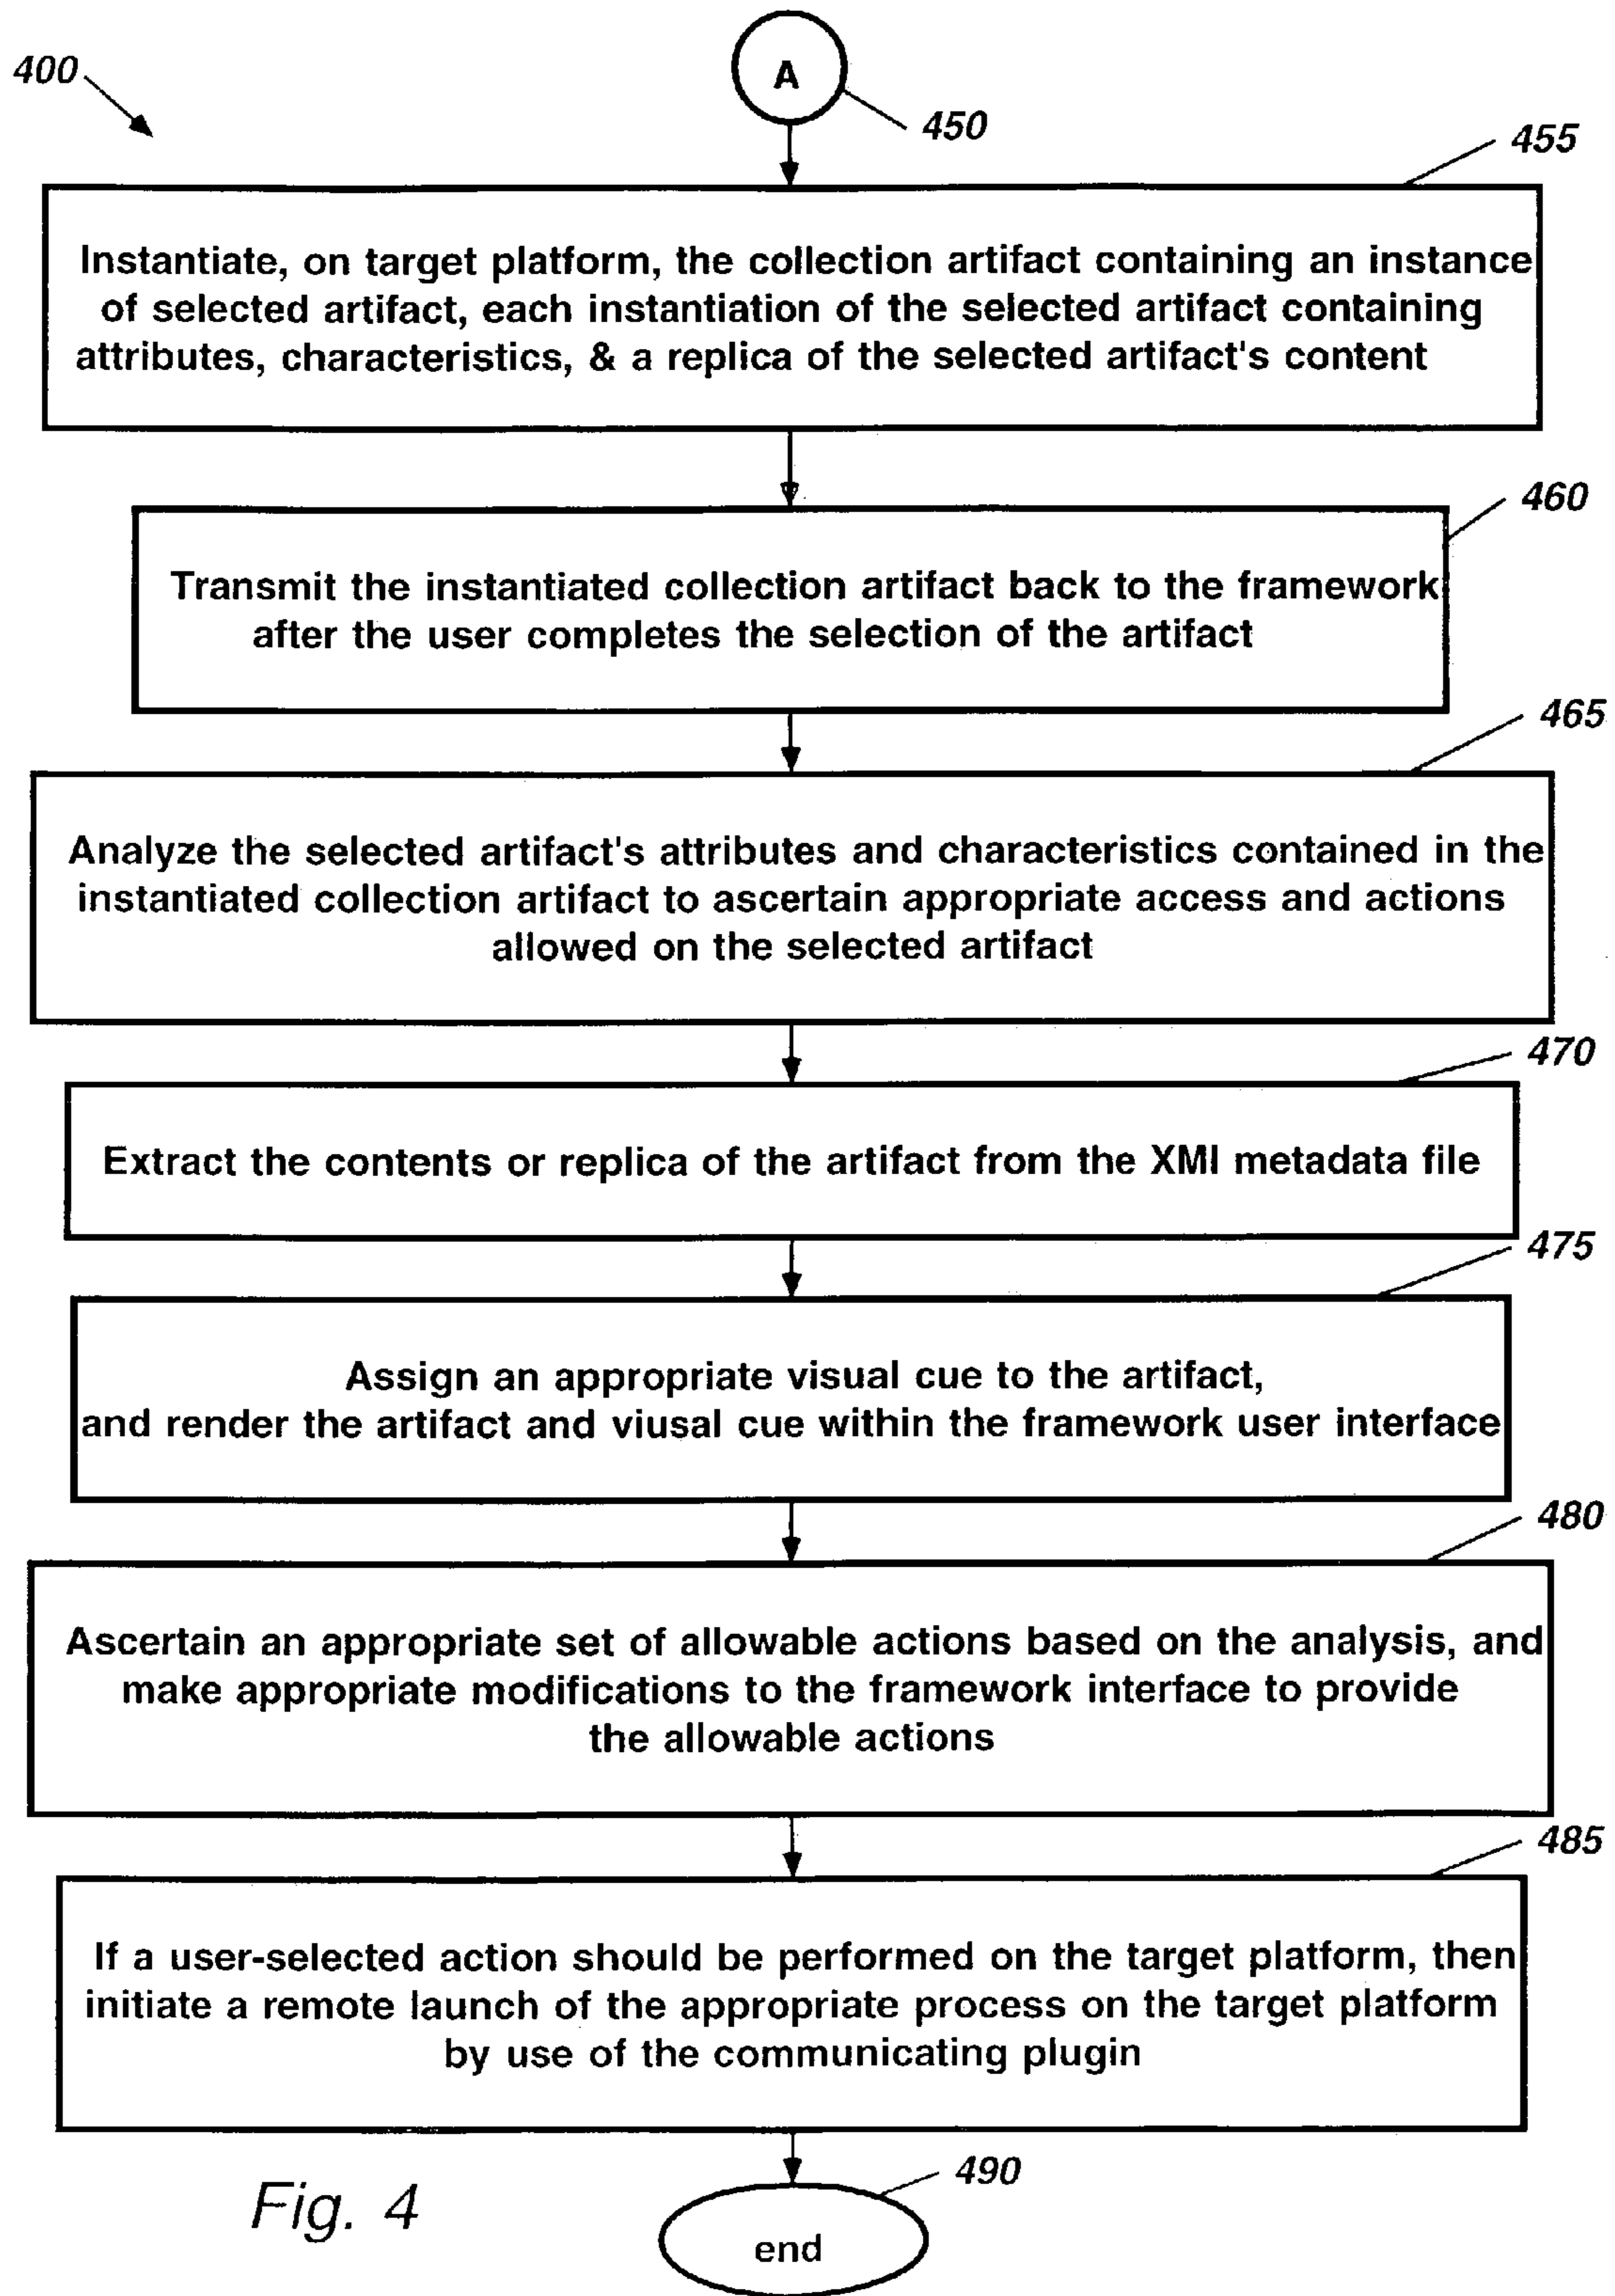 400
A
450
455
Instantiate, on target platform, the collection artifact containing an instance
of selected artifact, each instantiation of the selected artifact containing
attributes, characteristics, & a replica of the selected artifact's content
460
Transmit the instantiated collection artifact back to the framework
after the user completes the selection of the artifact
465
Analyze the selected artifact's attributes and characteristics contained in the
instantiated collection artifact to ascertain appropriate access and actions
allowed on the selected artifact
470
Extract the contents or replica of the artifact from the XMI metadata file
475
Assign an appropriate visual cue to the artifact,
and render the artifact and viusal cue within the framework user interface
480
Ascertain an appropriate set of allowable actions based on the analysis, and
make appropriate modifications to the framework interface to provide
the allowable actions
485
If a user-selected action should be performed on the target platform, then
initiate a remote launch of the appropriate process on the target platform
by use of the communicating plugin
490
Fig. 4
end